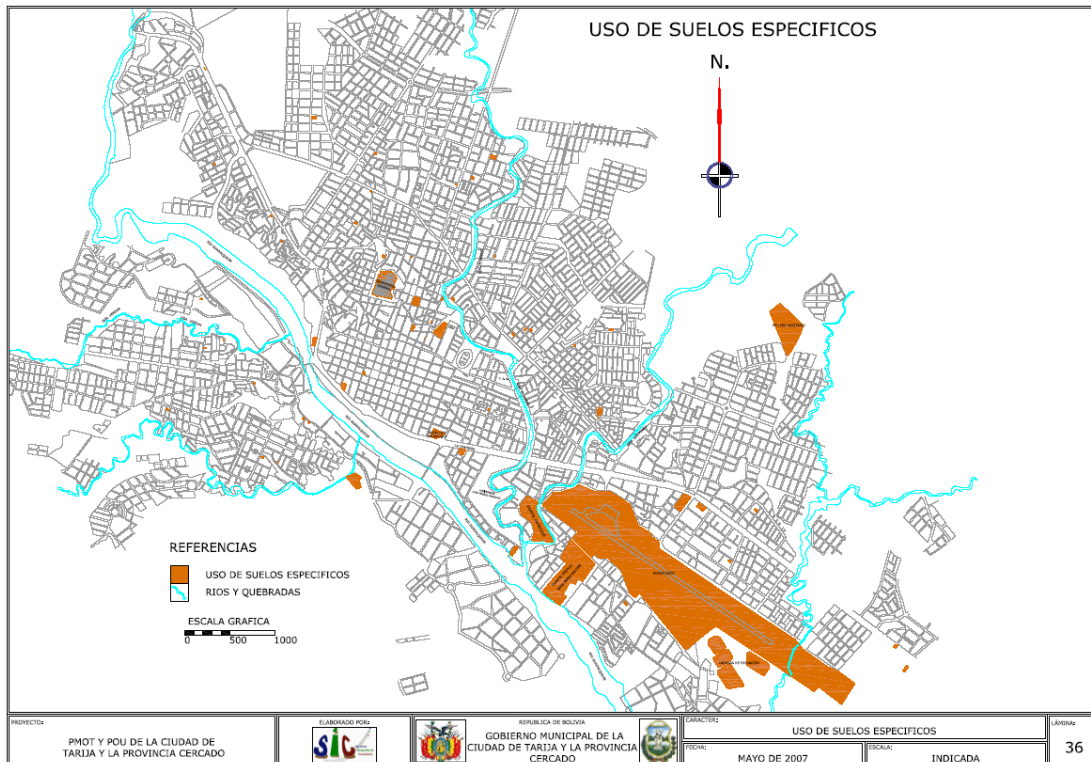 USO DE SUELOS ESPECIFICOS
N.
REFERENCIAS
USO DE SUELOS ESPECIFICOS
RIOS Y QUEBRADAS
ESCALA GRAFICA
0 500 1000
PROYECTO:
PMOT Y POU DE LA CIUDAD DE
TARIJA Y LA PROVINCIA CERCADO
ELABORADO POR:
SIC
REPUBLICA DE BOLIVIA
GOBIERNO MUNICIPAL DE LA
CIUDAD DE TARIJA Y LA PROVINCIA
CERCADO
CARACTER:
USO DE SUELOS ESPECIFICOS
FECHA:
MAYO DE 2007
ESCALA:
INDICADA
LÁMINA:
36